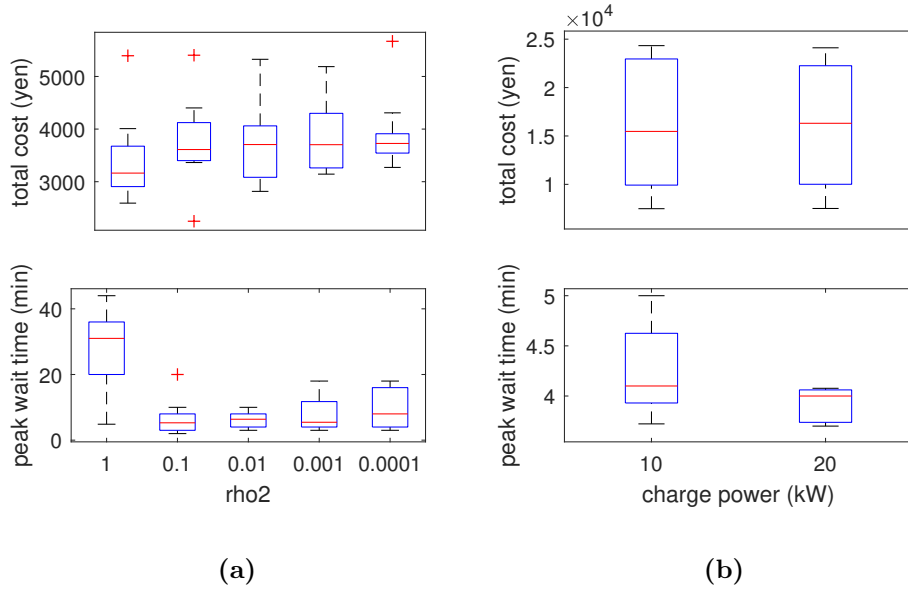 total cost (yen)
5000
4000
3000
peak wait time (min)
40
20
0
1 0.1 0.01 0.001 0.0001
rho2
(a)
×10⁴
total cost (yen)
2.5
2
1.5
1
peak wait time (min)
5
4.5
4
10 20
charge power (kW)
(b)